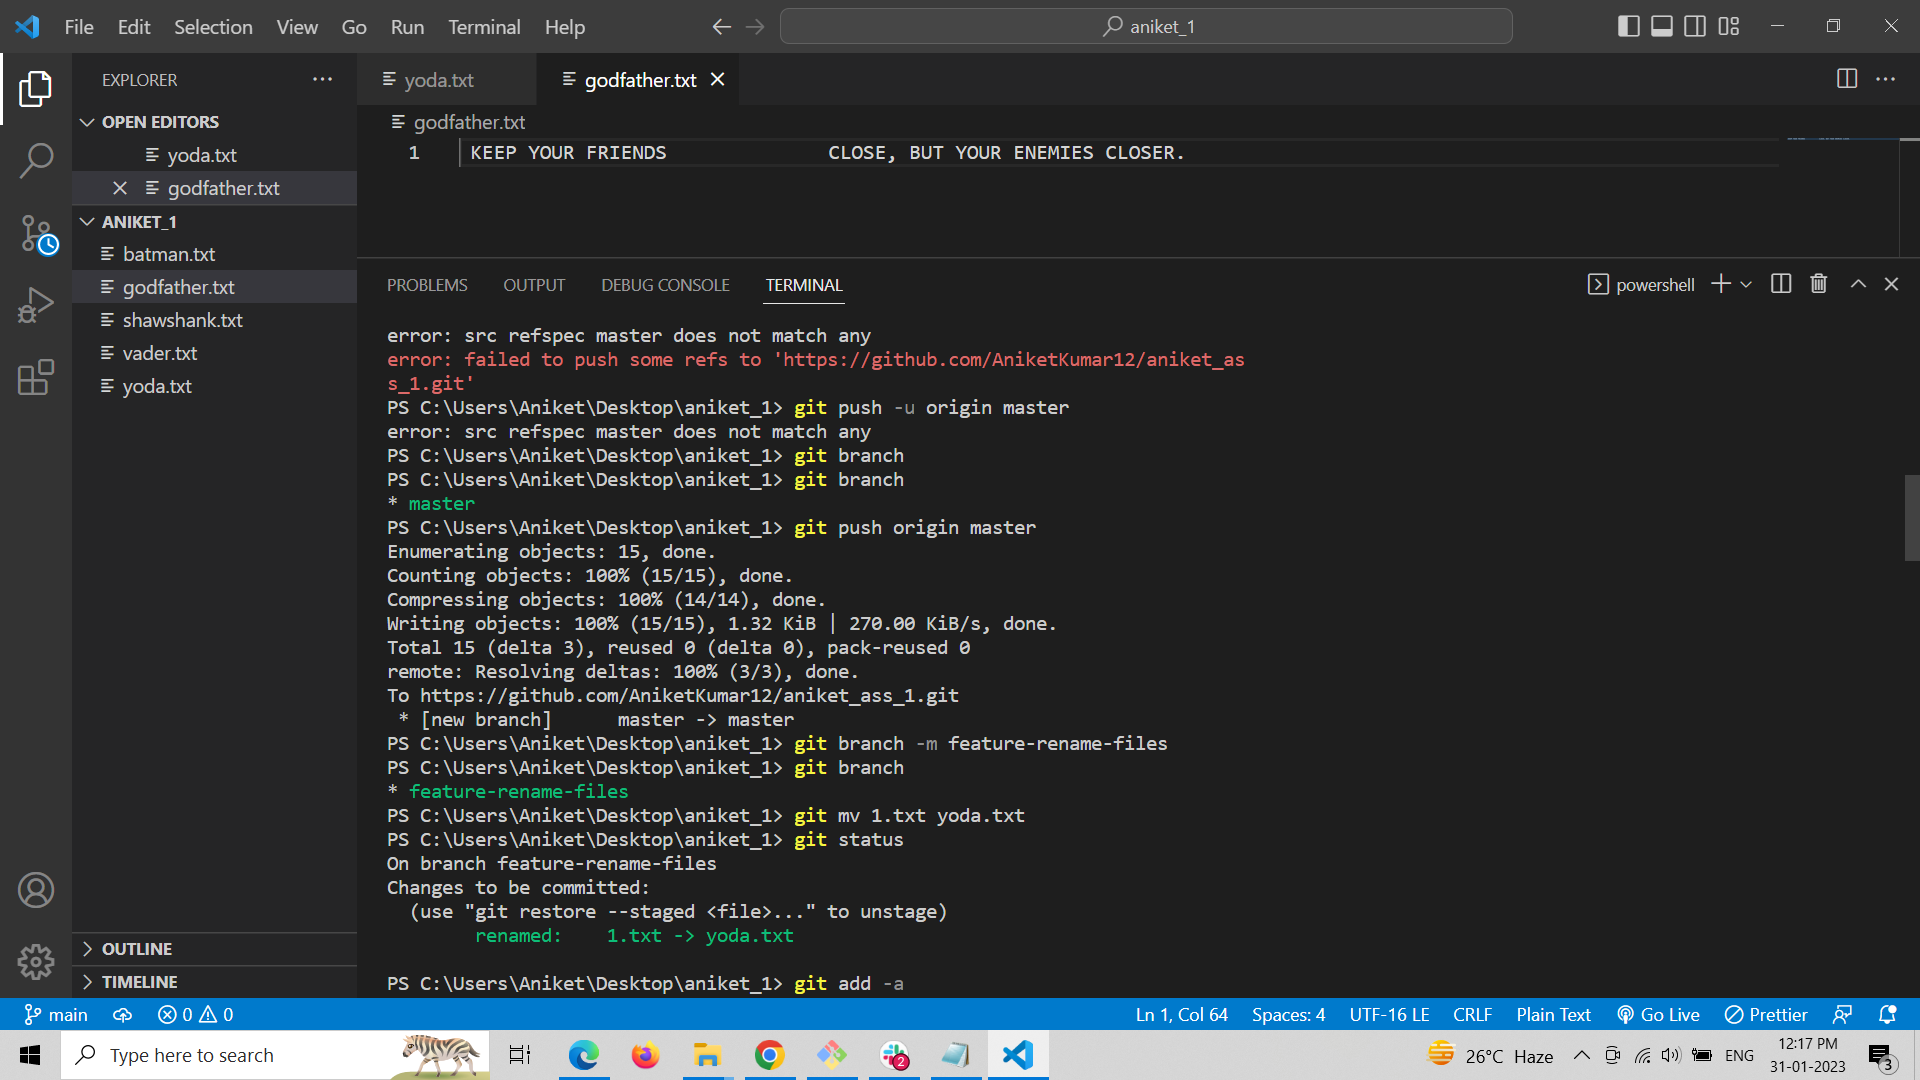 File Edit Selection View Go Run Terminal Help
aniket_1
EXPLORER
OPEN EDITORS
yoda.txt
godfather.txt
ANIKET_1
batman.txt
godfather.txt
shawshank.txt
vader.txt
yoda.txt
OUTLINE
TIMELINE
yoda.txt
godfather.txt
godfather.txt
1 KEEP YOUR FRIENDS CLOSE, BUT YOUR ENEMIES CLOSER.
PROBLEMS OUTPUT DEBUG CONSOLE TERMINAL
powershell
error: src refspec master does not match any
error: failed to push some refs to 'https://github.com/AniketKumar12/aniket_as
s_1.git'
PS C:\Users\Aniket\Desktop\aniket_1> git push -u origin master
error: src refspec master does not match any
PS C:\Users\Aniket\Desktop\aniket_1> git branch
PS C:\Users\Aniket\Desktop\aniket_1> git branch
* master
PS C:\Users\Aniket\Desktop\aniket_1> git push origin master
Enumerating objects: 15, done.
Counting objects: 100% (15/15), done.
Compressing objects: 100% (14/14), done.
Writing objects: 100% (15/15), 1.32 KiB | 270.00 KiB/s, done.
Total 15 (delta 3), reused 0 (delta 0), pack-reused 0
remote: Resolving deltas: 100% (3/3), done.
To https://github.com/AniketKumar12/aniket_ass_1.git
* [new branch] master -> master
PS C:\Users\Aniket\Desktop\aniket_1> git branch -m feature-rename-files
PS C:\Users\Aniket\Desktop\aniket_1> git branch
* feature-rename-files
PS C:\Users\Aniket\Desktop\aniket_1> git mv 1.txt yoda.txt
PS C:\Users\Aniket\Desktop\aniket_1> git status
On branch feature-rename-files
Changes to be committed:
(use "git restore --staged <file>..." to unstage)
renamed: 1.txt -> yoda.txt
PS C:\Users\Aniket\Desktop\aniket_1> git add -a
main 0 0 Ln 1, Col 64 Spaces: 4 UTF-16 LE CRLF Plain Text Go Live Prettier
Type here to search
2
26°C Haze ENG
12:17 PM
31-01-2023
3